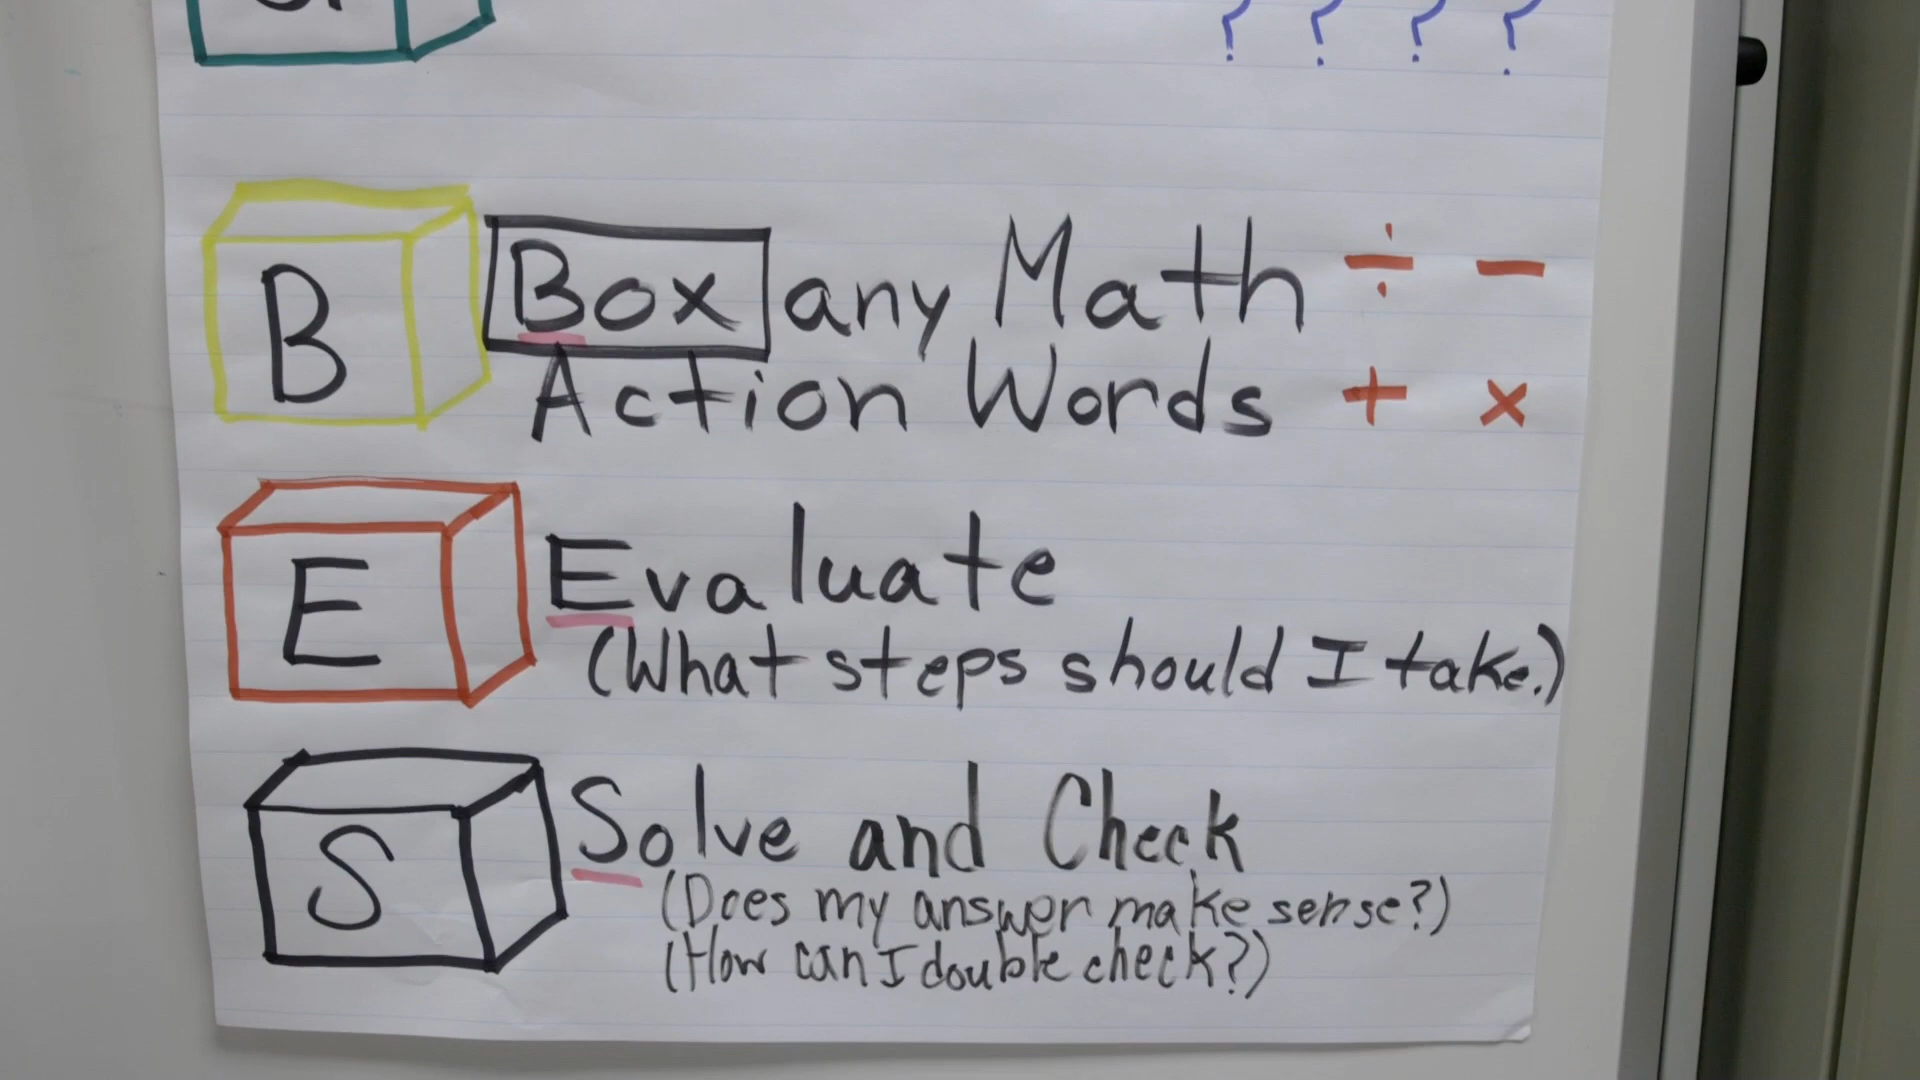 ? ? ? ?
B Box any Math ÷ -
Action Words + ×
E Evaluate
(What steps should I take.)
S Solve and Check
(Does my answer make sense?)
(How can I double check?)